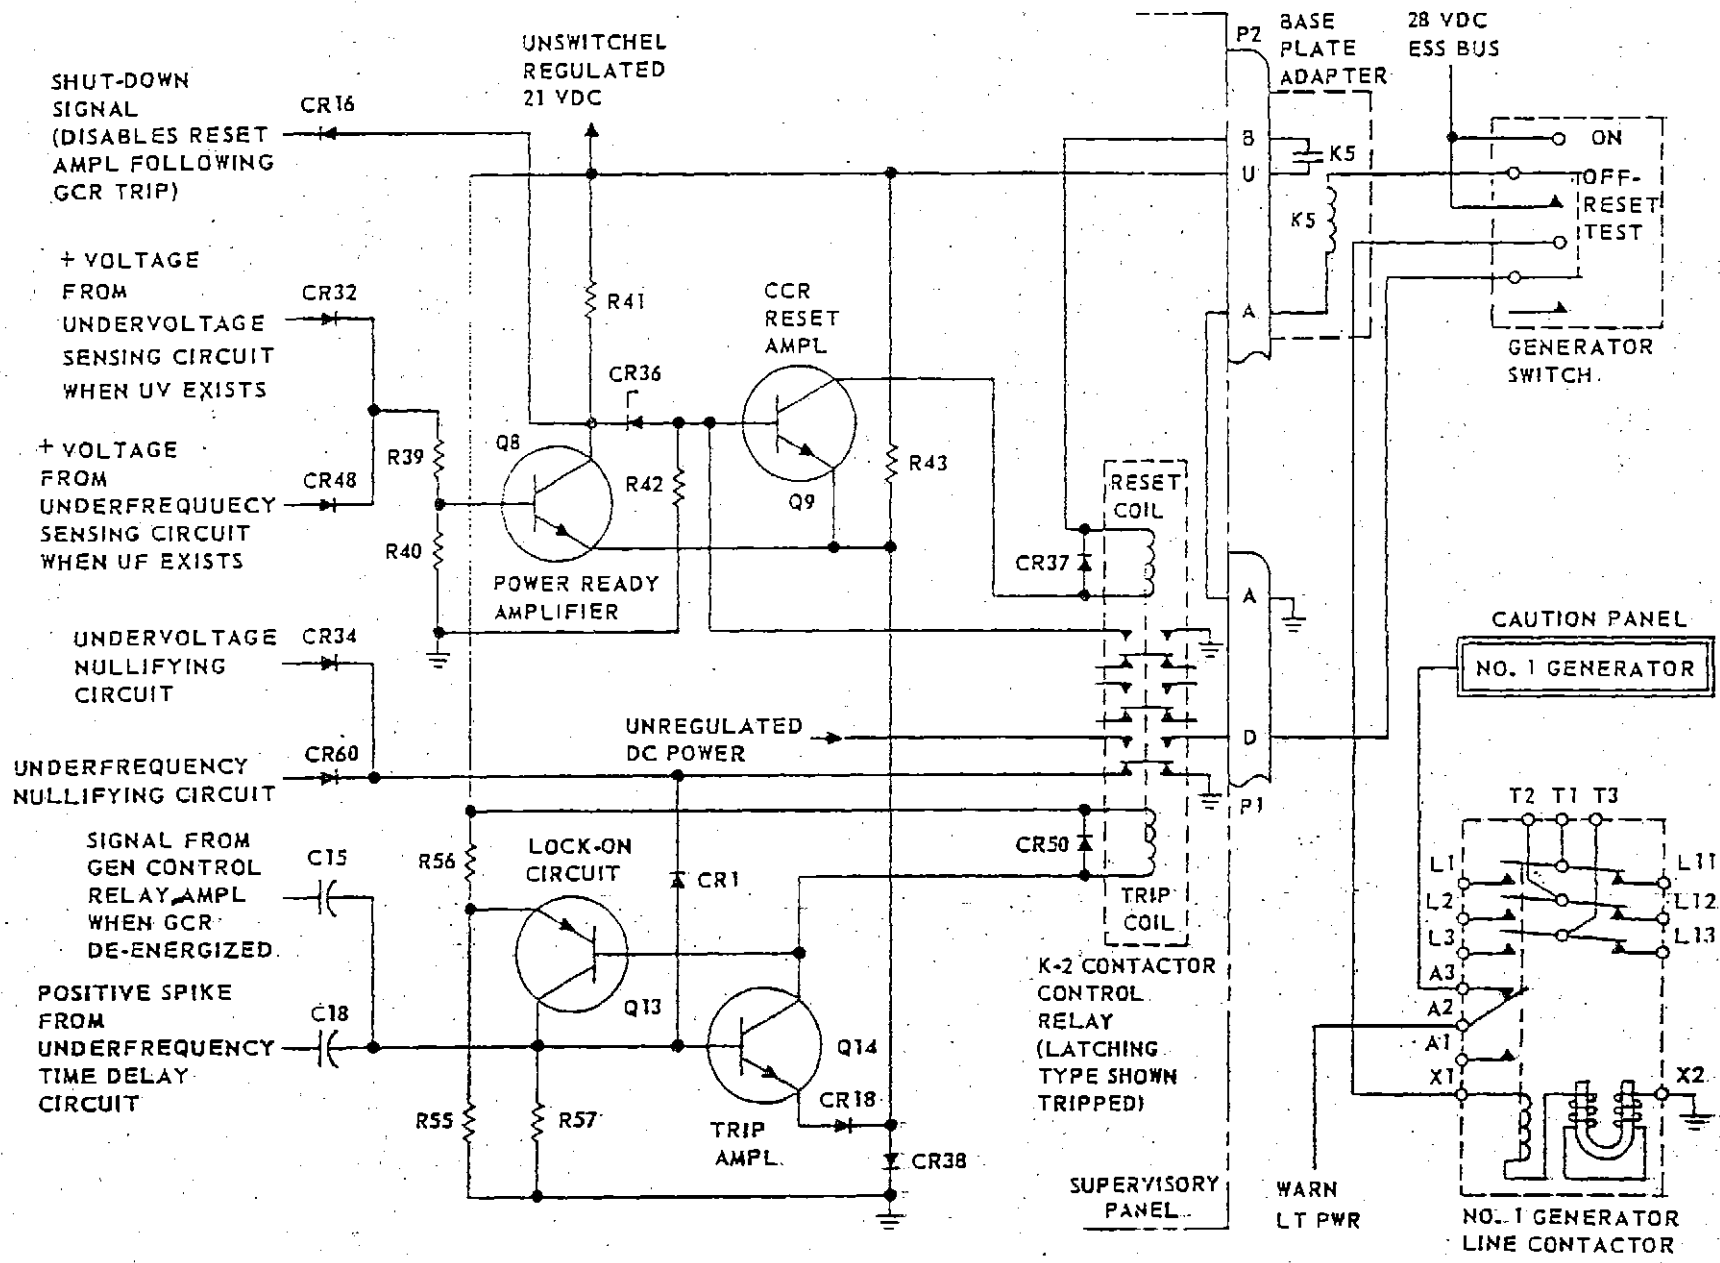 SHUT-DOWN
SIGNAL
(DISABLES RESET
AMPL FOLLOWING
GCR TRIP)
CR16
UNSWITCHEL
REGULATED
21 VDC
P2
BASE
PLATE
ADAPTER
28 VDC
ESS BUS
B
U
K5
K5
A
ON
OFF-
RESET
TEST
GENERATOR
SWITCH.
+ VOLTAGE
FROM
UNDERVOLTAGE
SENSING CIRCUIT
WHEN UV EXISTS
CR32
R41
CCR
RESET
AMPL
CR36
+ VOLTAGE
FROM
UNDERFREQUUECY
SENSING CIRCUIT
WHEN UF EXISTS
CR48
R39
R40
Q8
R42
Q9
R43
POWER READY
AMPLIFIER
RESET
COIL
CR37
A
UNDERVOLTAGE
NULLIFYING
CIRCUIT
CR34
UNREGULATED
DC POWER
D
P1
CAUTION PANEL
NO. 1 GENERATOR
UNDERFREQUENCY
NULLIFYING CIRCUIT
CR60
SIGNAL FROM
GEN CONTROL
RELAY AMPL
WHEN GCR
DE-ENERGIZED
C15
R56
LOCK-ON
CIRCUIT
CR1
CR50
TRIP
COIL
POSITIVE SPIKE
FROM
UNDERFREQUENCY
TIME DELAY
CIRCUIT
C18
Q13
Q14
CR18
R55
R57
TRIP
AMPL.
CR38
K-2 CONTACTOR
CONTROL
RELAY
(LATCHING
TYPE SHOWN
TRIPPED)
SUPERVISORY
PANEL
WARN
LT PWR
T2 T1 T3
L1
L11
L2
L12
L3
L13
A3
A2
A1
X1
X2
NO. 1 GENERATOR
LINE CONTACTOR